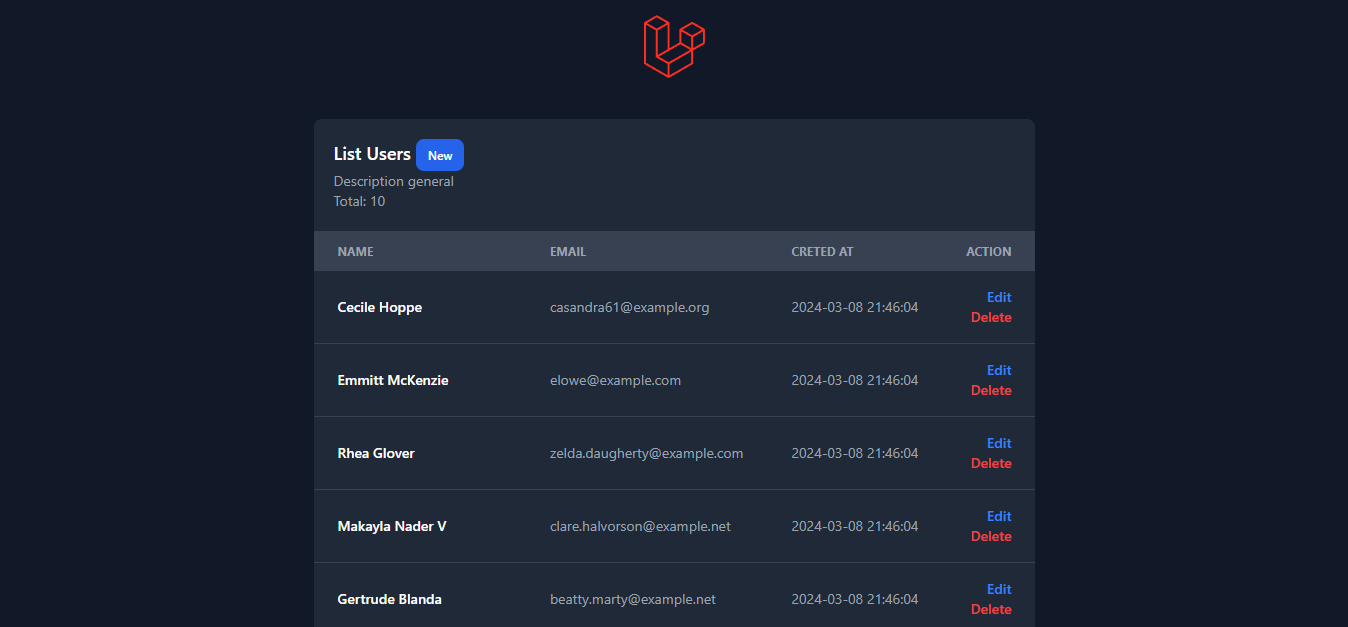 List Users New
Description general
Total: 10
NAME EMAIL CRETED AT ACTION
Cecile Hoppe casandra61@example.org 2024-03-08 21:46:04 Edit
Delete
Emmitt McKenzie elowe@example.com 2024-03-08 21:46:04 Edit
Delete
Rhea Glover zelda.daugherty@example.com 2024-03-08 21:46:04 Edit
Delete
Makayla Nader V clare.halvorson@example.net 2024-03-08 21:46:04 Edit
Delete
Gertrude Blanda beatty.marty@example.net 2024-03-08 21:46:04 Edit
Delete